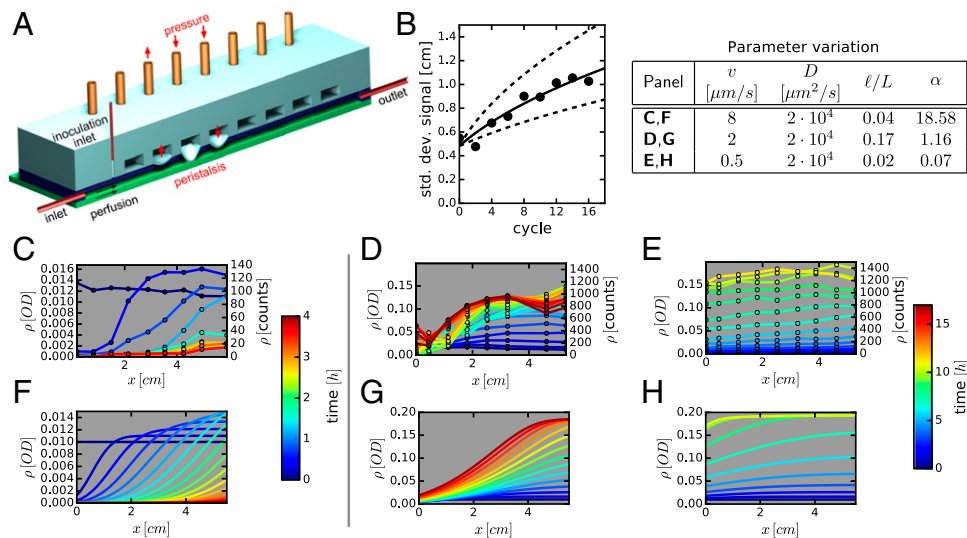 A
pressure
inoculation
inlet
outlet
peristalsis
inlet
perfusion
B
std. dev. signal [cm]
1.4
1.2
1.0
0.8
0.6
0.4
0.2
0.0
0 4 8 12 16
cycle
Parameter variation
Panel v [μm/s] D [μm²/s] ℓ/L α
C,F 8 2 · 10⁴ 0.04 18.58
D,G 2 2 · 10⁴ 0.17 1.16
E,H 0.5 2 · 10⁴ 0.02 0.07
C
ρ [OD]
0.016
0.014
0.012
0.010
0.008
0.006
0.004
0.002
0.000
0 2 4
x [cm]
140
120
100
80
60
40
20
0
ρ [counts]
D
ρ [OD]
0.15
0.10
0.05
0.00
0 2 4
x [cm]
1400
1200
1000
800
600
400
200
0
ρ [counts]
E
ρ [OD]
0.15
0.10
0.05
0.00
0 2 4
x [cm]
1400
1200
1000
800
600
400
200
0
ρ [counts]
F
ρ [OD]
0.014
0.012
0.010
0.008
0.006
0.004
0.002
0.000
0 2 4
x [cm]
4
3
2
1
0
time [h]
G
ρ [OD]
0.20
0.15
0.10
0.05
0.00
0 2 4
x [cm]
H
ρ [OD]
0.20
0.15
0.10
0.05
0.00
0 2 4
x [cm]
time [h]
15
10
5
0